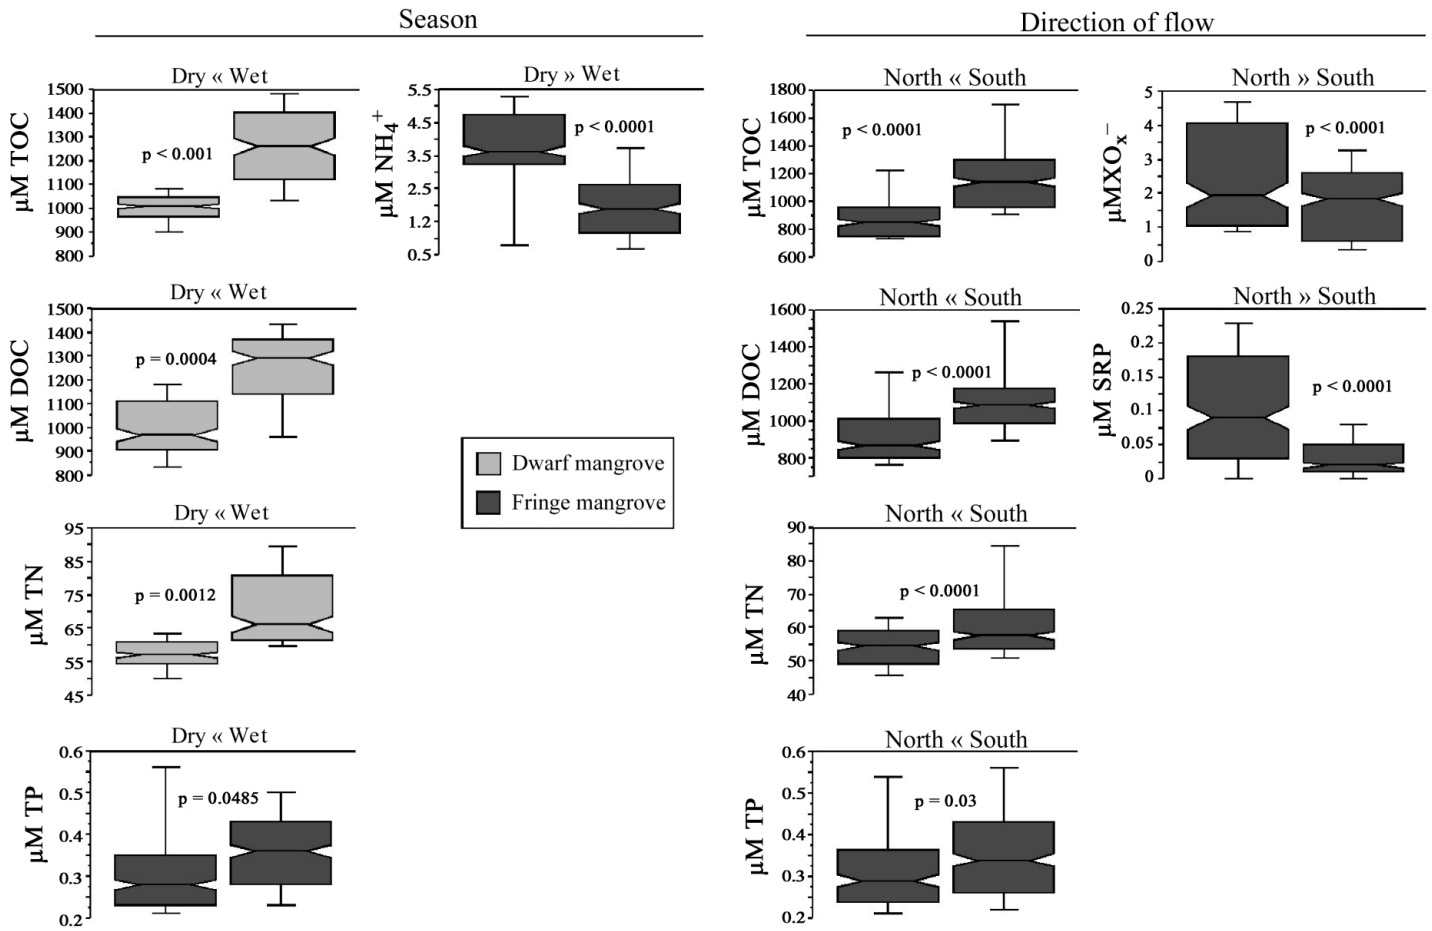 Season
Direction of flow
Dry « Wet
µM TOC
1500
1400
1300
1200
1100
1000
900
800
p < 0.001
Dry » Wet
µM NH4+
5.5
4.5
3.5
2.5
1.2
0.5
p < 0.0001
North « South
µM TOC
1800
1600
1400
1200
1000
800
600
p < 0.0001
North » South
µMXOx−
5
4
3
2
1
0
p < 0.0001
Dry « Wet
µM DOC
1500
1400
1300
1200
1100
1000
900
800
p = 0.0004
North « South
µM DOC
1600
1400
1200
1000
800
p < 0.0001
North » South
µM SRP
0.25
0.2
0.15
0.1
0.05
0
p < 0.0001
Dwarf mangrove
Fringe mangrove
Dry « Wet
µM TN
95
85
75
65
55
45
p = 0.0012
North « South
µM TN
90
80
70
60
50
40
p < 0.0001
Dry « Wet
µM TP
0.6
0.5
0.4
0.3
0.2
p = 0.0485
North « South
µM TP
0.6
0.5
0.4
0.3
0.2
p = 0.03